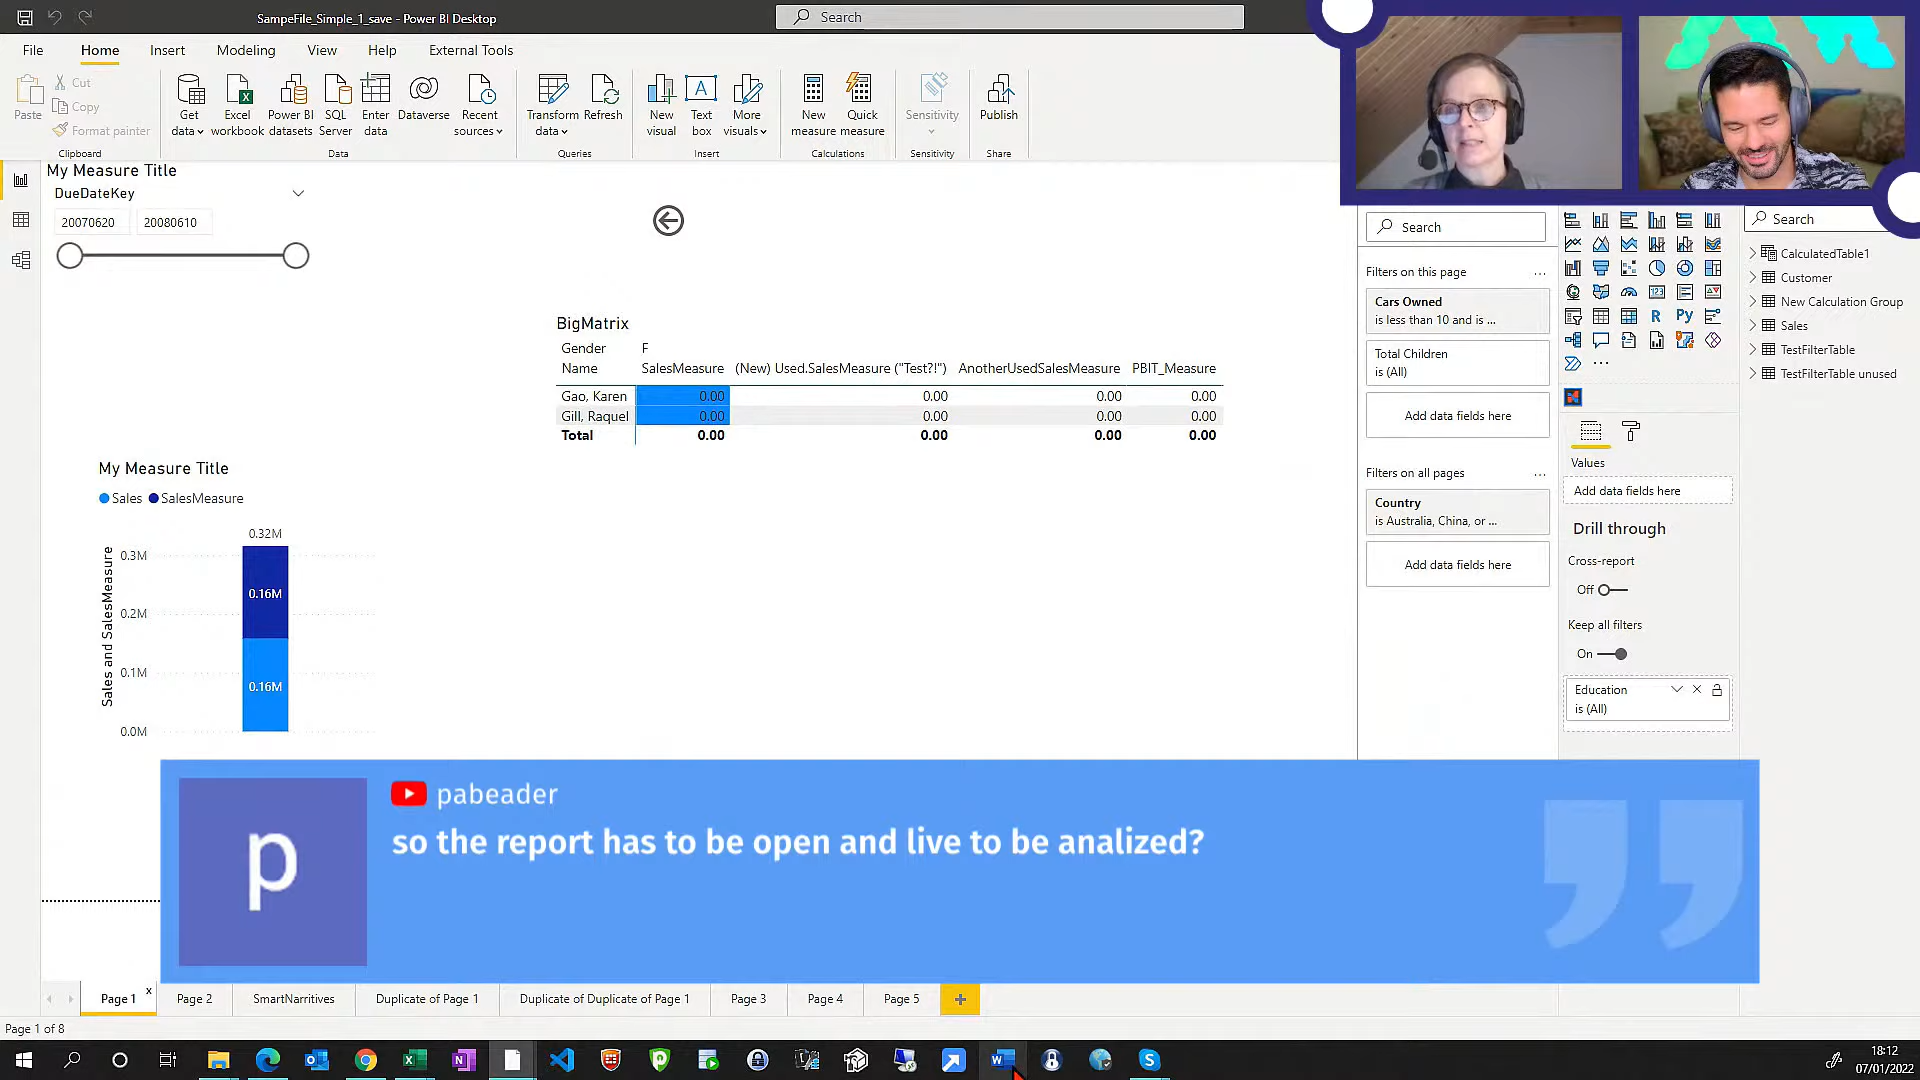 SampeFile_Simple_1_save - Power BI Desktop
Search
File
Home
Insert
Modeling
View
Help
External Tools
Paste
Cut
Copy
Format painter
Clipboard
Get data
Excel workbook
Power BI datasets
SQL Server
Enter data
Dataverse
Recent sources
Data
Transform data
Refresh
Queries
New visual
Text box
More visuals
Insert
New measure
Quick measure
Calculations
Sensitivity
Sensitivity
Publish
Share
My Measure Title
DueDateKey
20070620
20080610
BigMatrix
Gender F
Name SalesMeasure (New) Used.SalesMeasure ("Test?!") AnotherUsedSalesMeasure PBIT_Measure
Gao, Karen 0.00 0.00 0.00 0.00
Gill, Raquel 0.00 0.00 0.00 0.00
Total 0.00 0.00 0.00 0.00
My Measure Title
Sales SalesMeasure
Sales and SalesMeasure
0.32M
0.3M
0.16M
0.2M
0.1M
0.16M
0.0M
Search
Filters on this page ...
Cars Owned
is less than 10 and is ...
Total Children
is (All)
Add data fields here
Filters on all pages ...
Country
is Australia, China, or ...
Add data fields here
R
Py
123
...
Values
Add data fields here
Drill through
Cross-report
Off
Keep all filters
On
Education
is (All)
Search
CalculatedTable1
Customer
New Calculation Group
Sales
TestFilterTable
TestFilterTable unused
p
pabeader
so the report has to be open and live to be analized?
Page 1
x
Page 2
SmartNarritives
Duplicate of Page 1
Duplicate of Duplicate of Page 1
Page 3
Page 4
Page 5
+
Page 1 of 8
18:12
07/01/2022